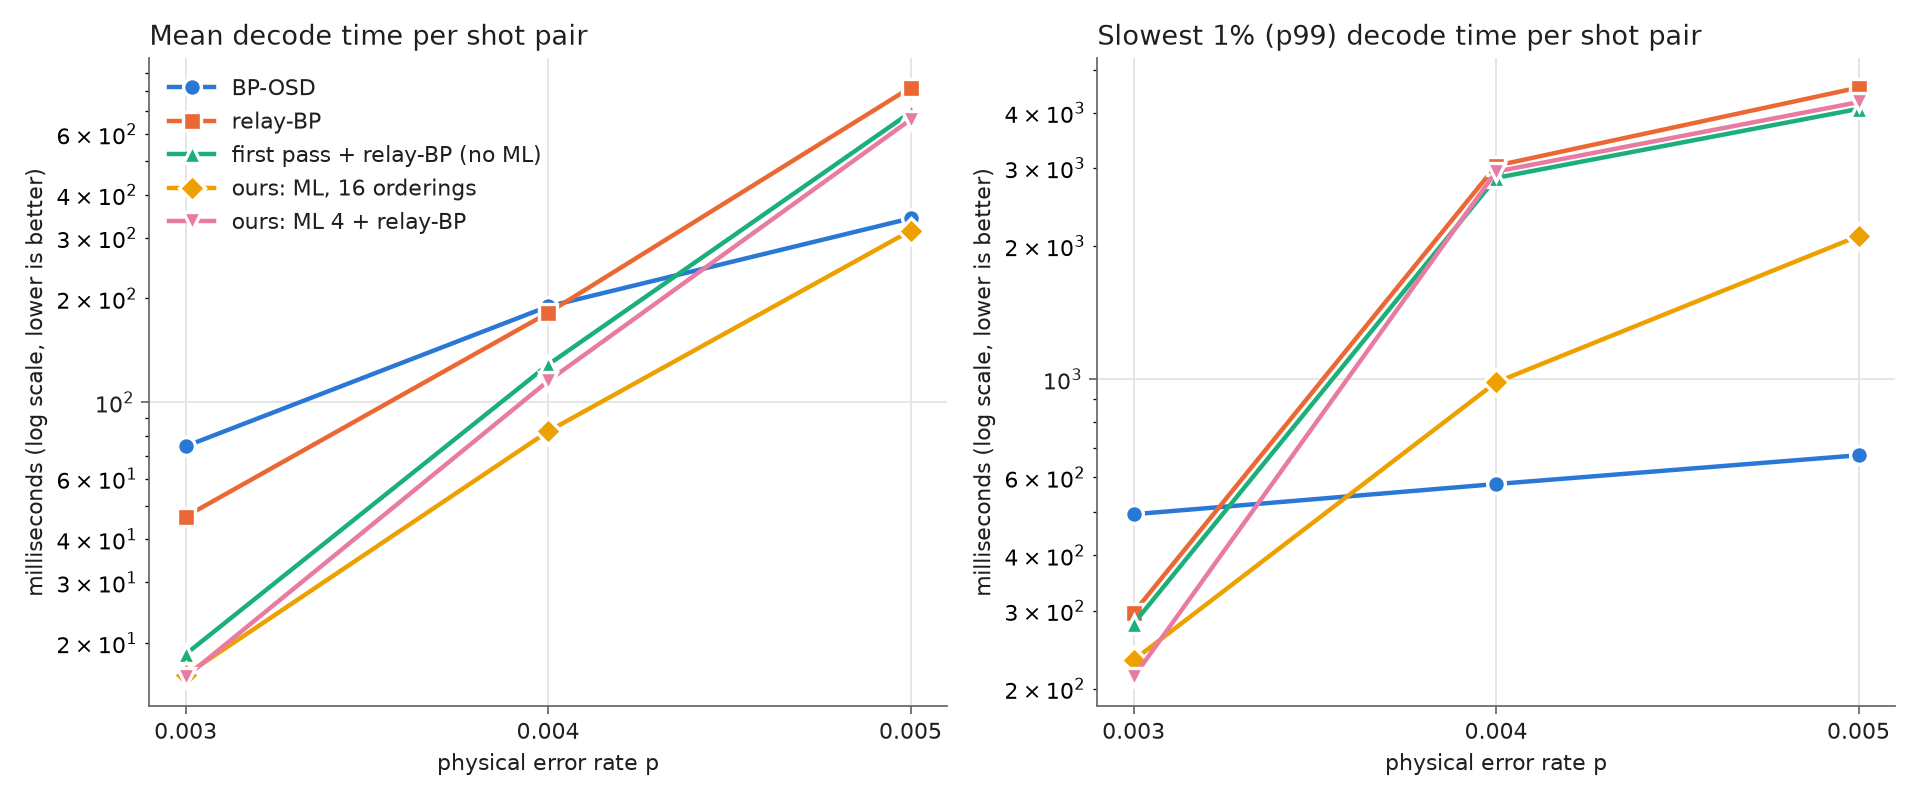 Mean decode time per shot pair
BP-OSD
relay-BP
first pass + relay-BP (no ML)
ours: ML, 16 orderings
ours: ML 4 + relay-BP
milliseconds (log scale, lower is better)
6 × 10²
4 × 10²
3 × 10²
2 × 10²
10²
6 × 10¹
4 × 10¹
3 × 10¹
2 × 10¹
0.003 0.004 0.005
physical error rate p
Slowest 1% (p99) decode time per shot pair
milliseconds (log scale, lower is better)
4 × 10³
3 × 10³
2 × 10³
10³
6 × 10²
4 × 10²
3 × 10²
2 × 10²
0.003 0.004 0.005
physical error rate p